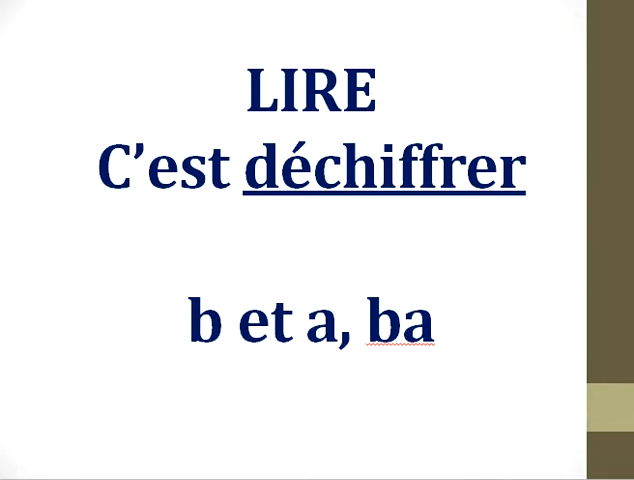 LIRE
C’est déchiffrer
b et a, ba